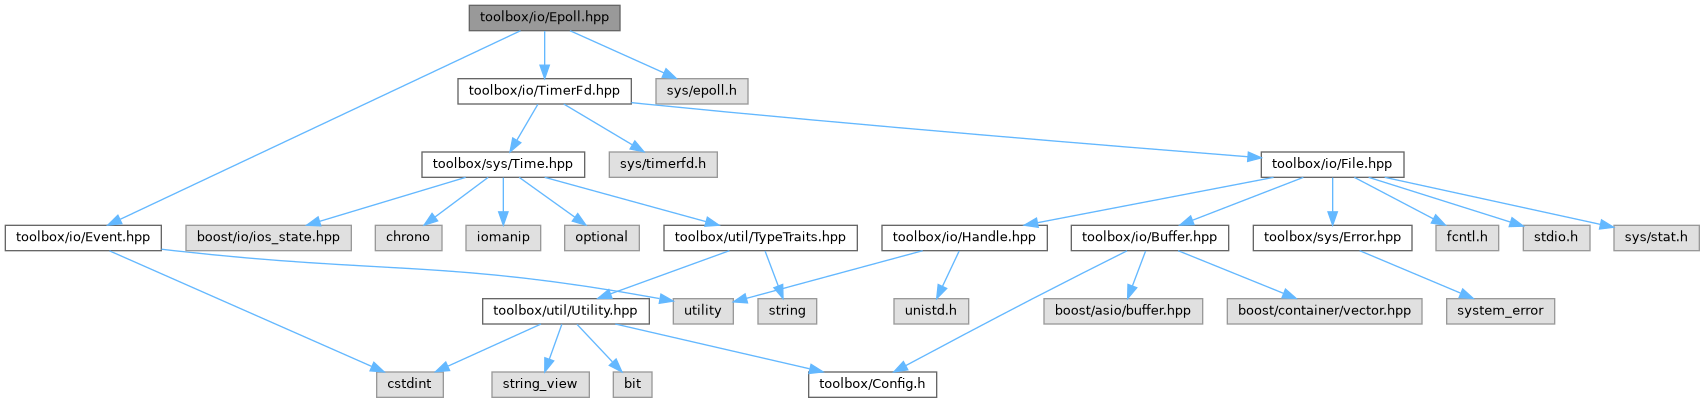 toolbox/io/Epoll.hpp
toolbox/io/TimerFd.hpp
sys/epoll.h
toolbox/sys/Time.hpp
sys/timerfd.h
toolbox/io/File.hpp
toolbox/io/Event.hpp
boost/io/ios_state.hpp
chrono
iomanip
optional
toolbox/util/TypeTraits.hpp
toolbox/io/Handle.hpp
toolbox/io/Buffer.hpp
toolbox/sys/Error.hpp
fcntl.h
stdio.h
sys/stat.h
toolbox/util/Utility.hpp
utility
string
unistd.h
boost/asio/buffer.hpp
boost/container/vector.hpp
system_error
cstdint
string_view
bit
toolbox/Config.h